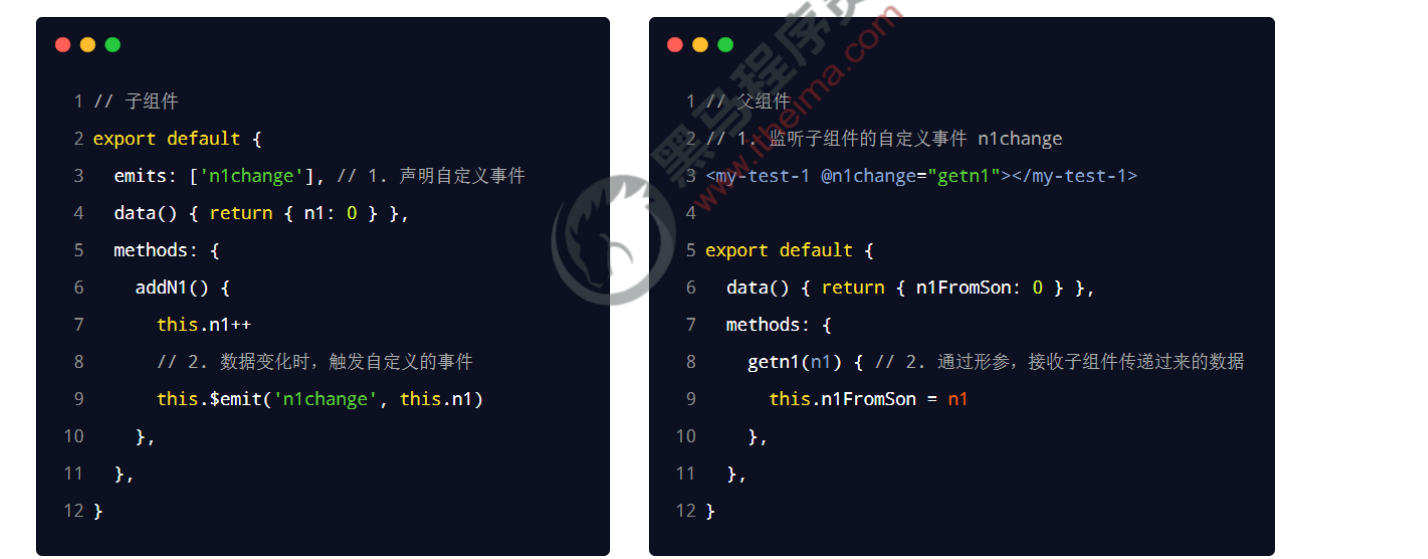 1 // 子组件
2 export default {
3 emits: ['n1change'], // 1. 声明自定义事件
4 data() { return { n1: 0 } },
5 methods: {
6 addN1() {
7 this.n1++
8 // 2. 数据变化时，触发自定义的事件
9 this.$emit('n1change', this.n1)
10 },
11 },
12 }
1 // 父组件
2 // 1. 监听子组件的自定义事件 n1change
3 <my-test-1 @n1change="getn1"></my-test-1>
4
5 export default {
6 data() { return { n1FromSon: 0 } },
7 methods: {
8 getn1(n1) { // 2. 通过形参，接收子组件传递过来的数据
9 this.n1FromSon = n1
10 },
11 },
12 }
黑马程序员
www.itheima.com